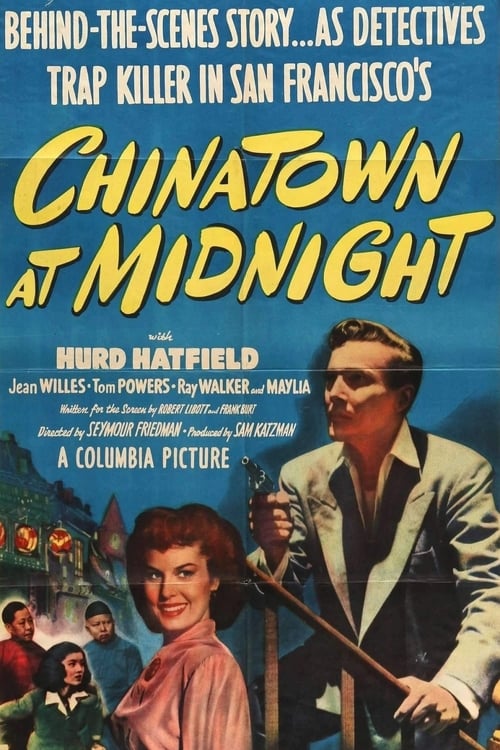 BEHIND-THE-SCENES STORY...AS DETECTIVES
TRAP KILLER IN SAN FRANCISCO'S
CHINATOWN
AT MIDNIGHT
with
HURD HATFIELD
Jean WILLES • Tom POWERS • Ray WALKER and MAYLIA
Written for the Screen by ROBERT LIBOTT and FRANK BURT
Directed by SEYMOUR FRIEDMAN • Produced by SAM KATZMAN
A COLUMBIA PICTURE